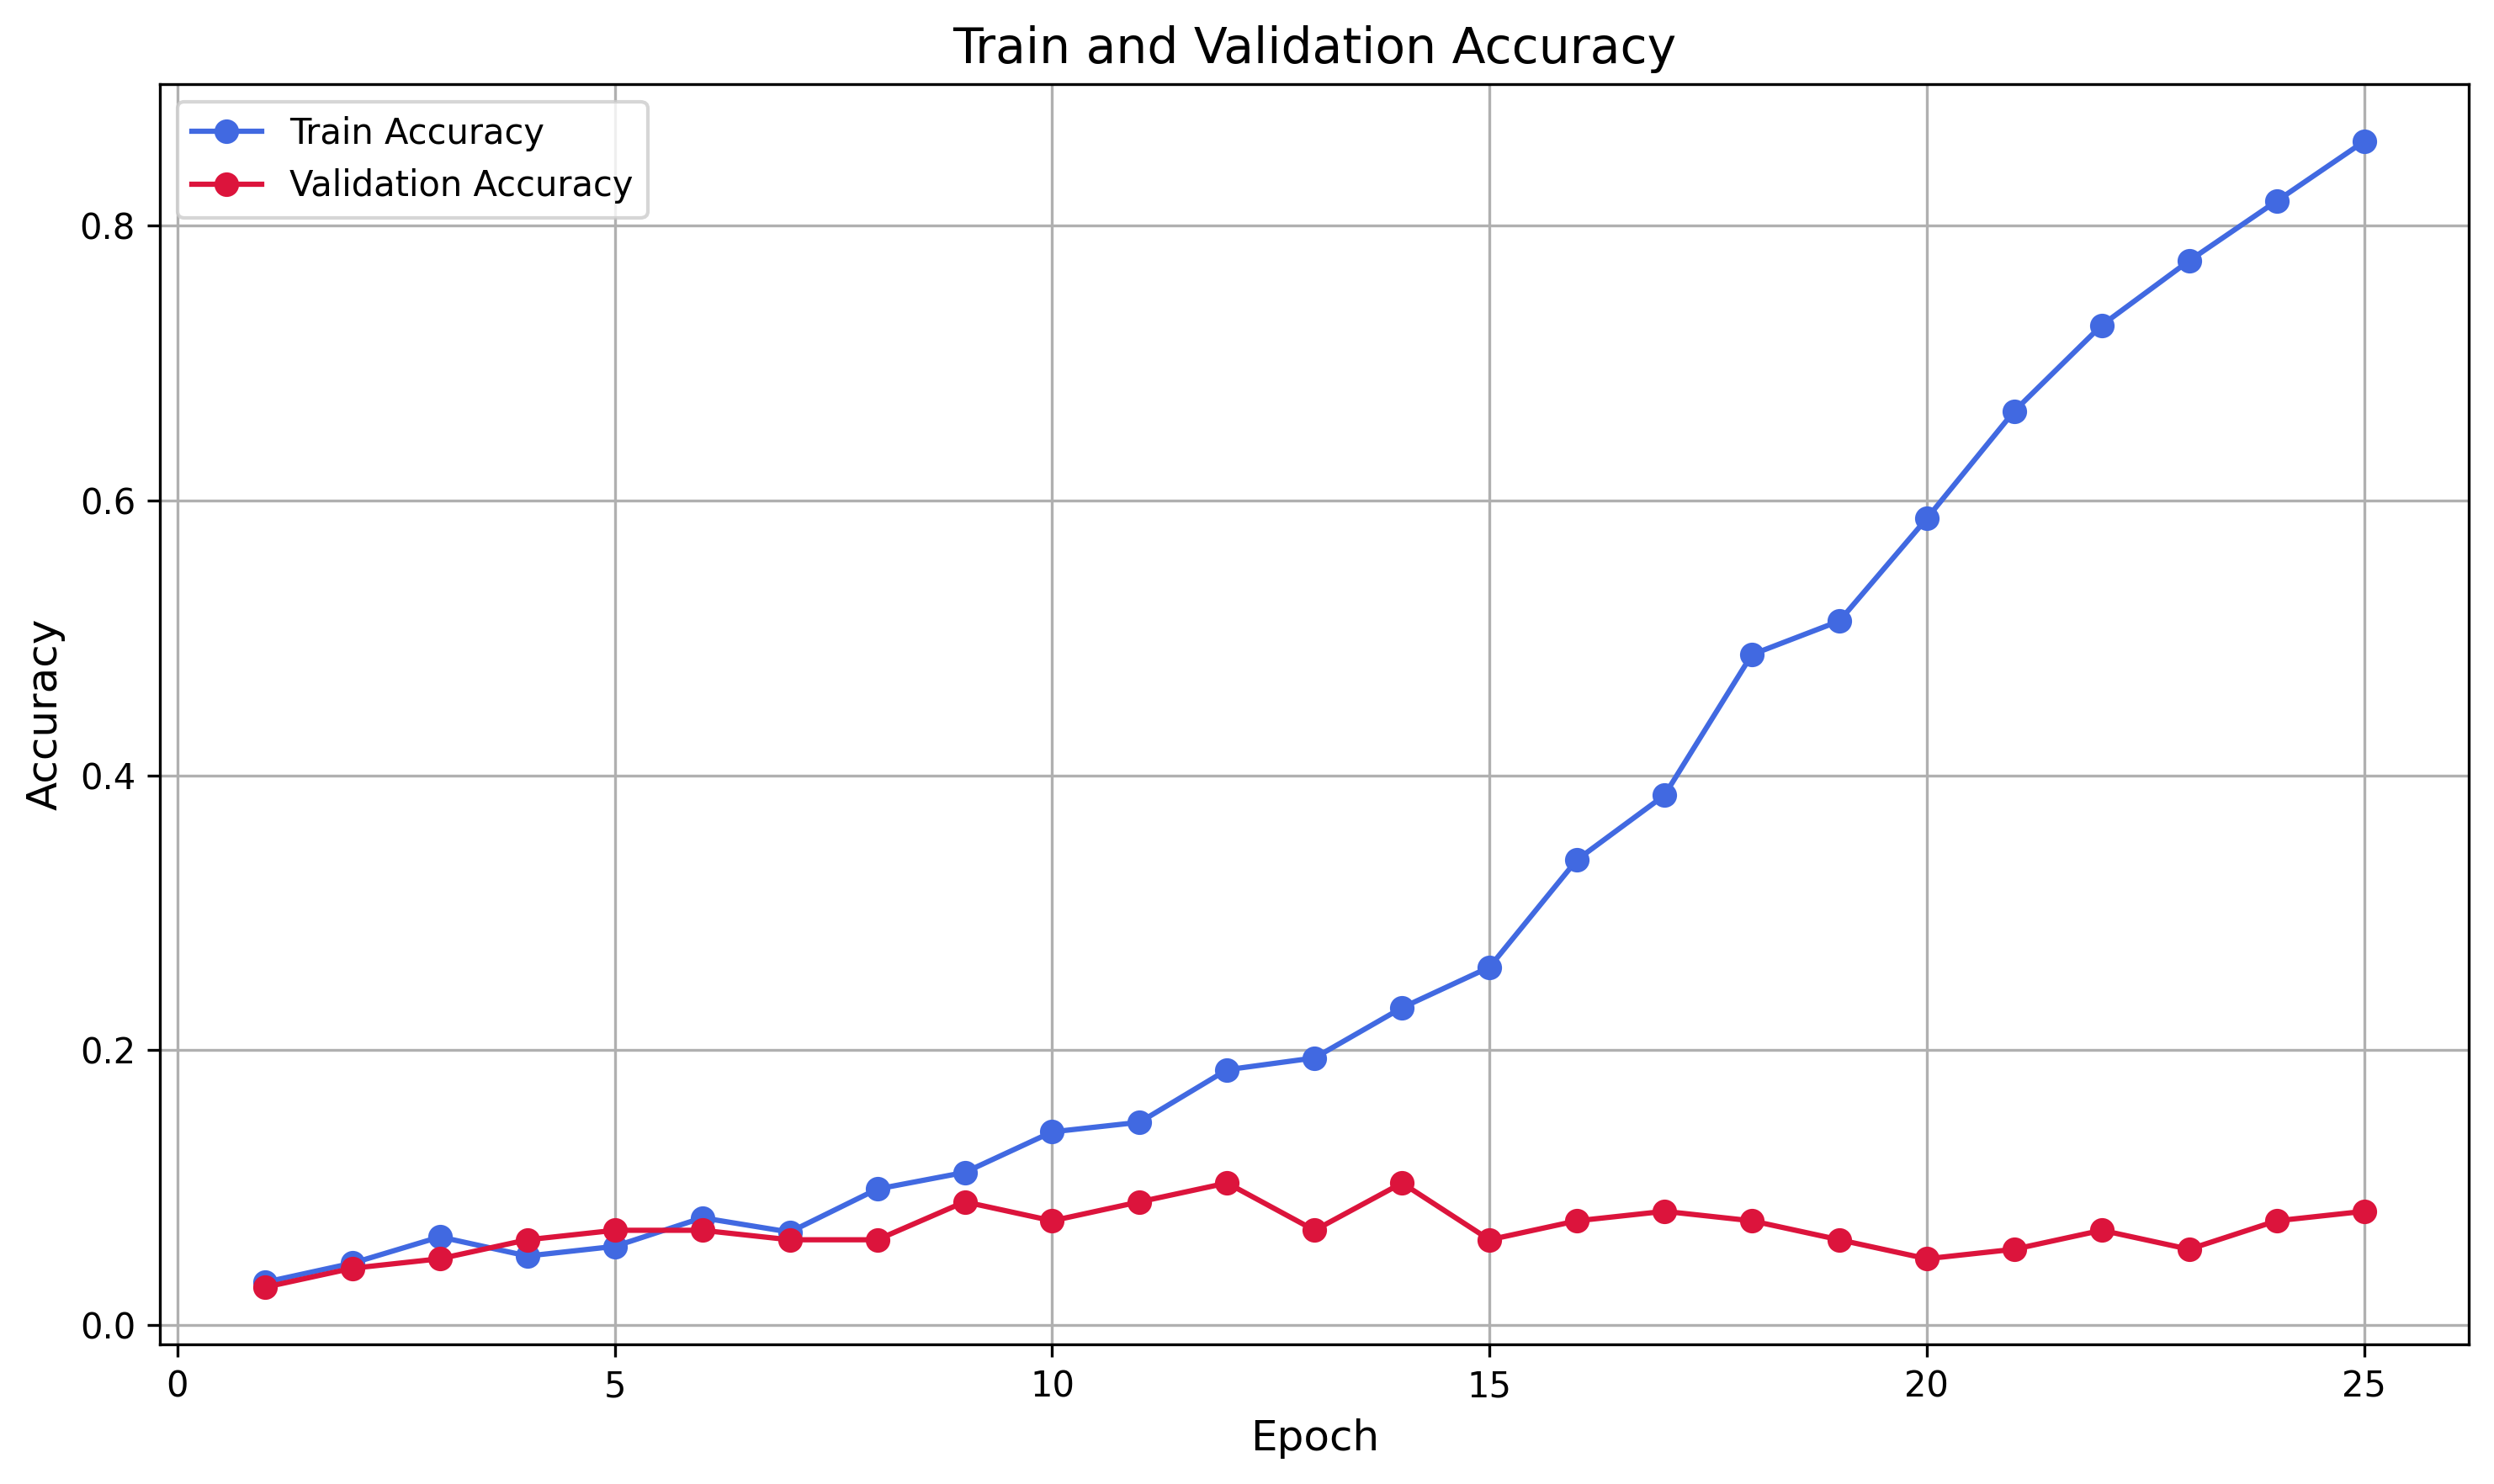 Train and Validation Accuracy
Train Accuracy
Validation Accuracy
0.8
0.6
0.4
0.2
0.0
Accuracy
0 5 10 15 20 25
Epoch